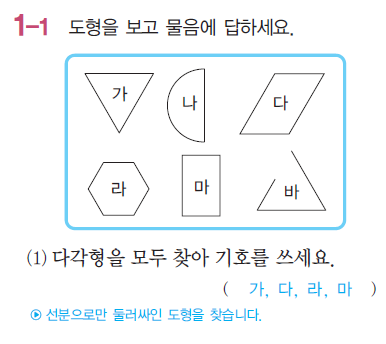 1-1 도형을 보고 물음에 답하세요.
가 나 다
라 마 바
(1) 다각형을 모두 찾아 기호를 쓰세요.
( 가, 다, 라, 마 )
선분으로만 둘러싸인 도형을 찾습니다.